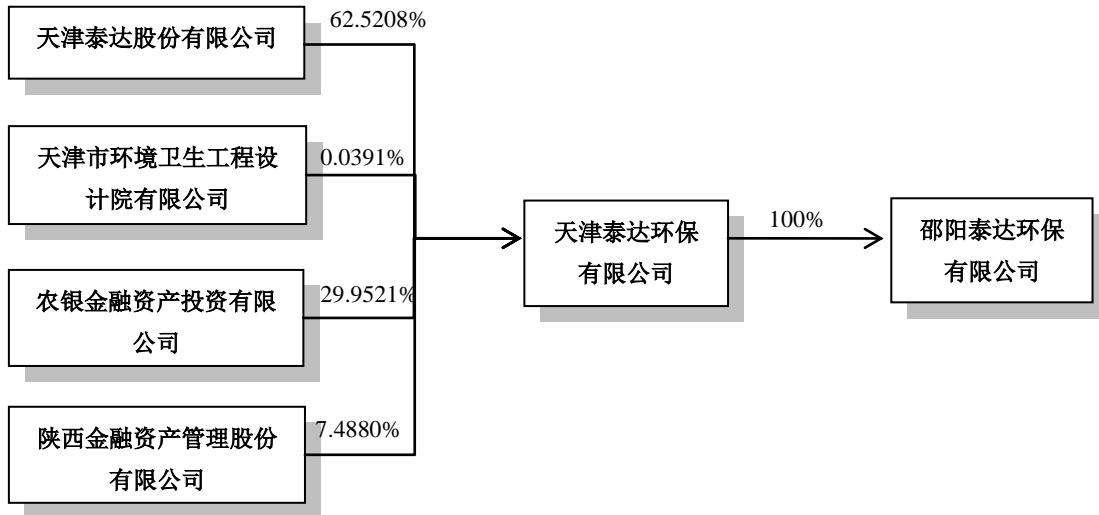 天津泰达股份有限公司
62.5208%
天津市环境卫生工程设
计院有限公司
0.0391%
农银金融资产投资有限
公司
29.9521%
陕西金融资产管理股份
有限公司
7.4880%
天津泰达环保
有限公司
100%
邵阳泰达环保
有限公司